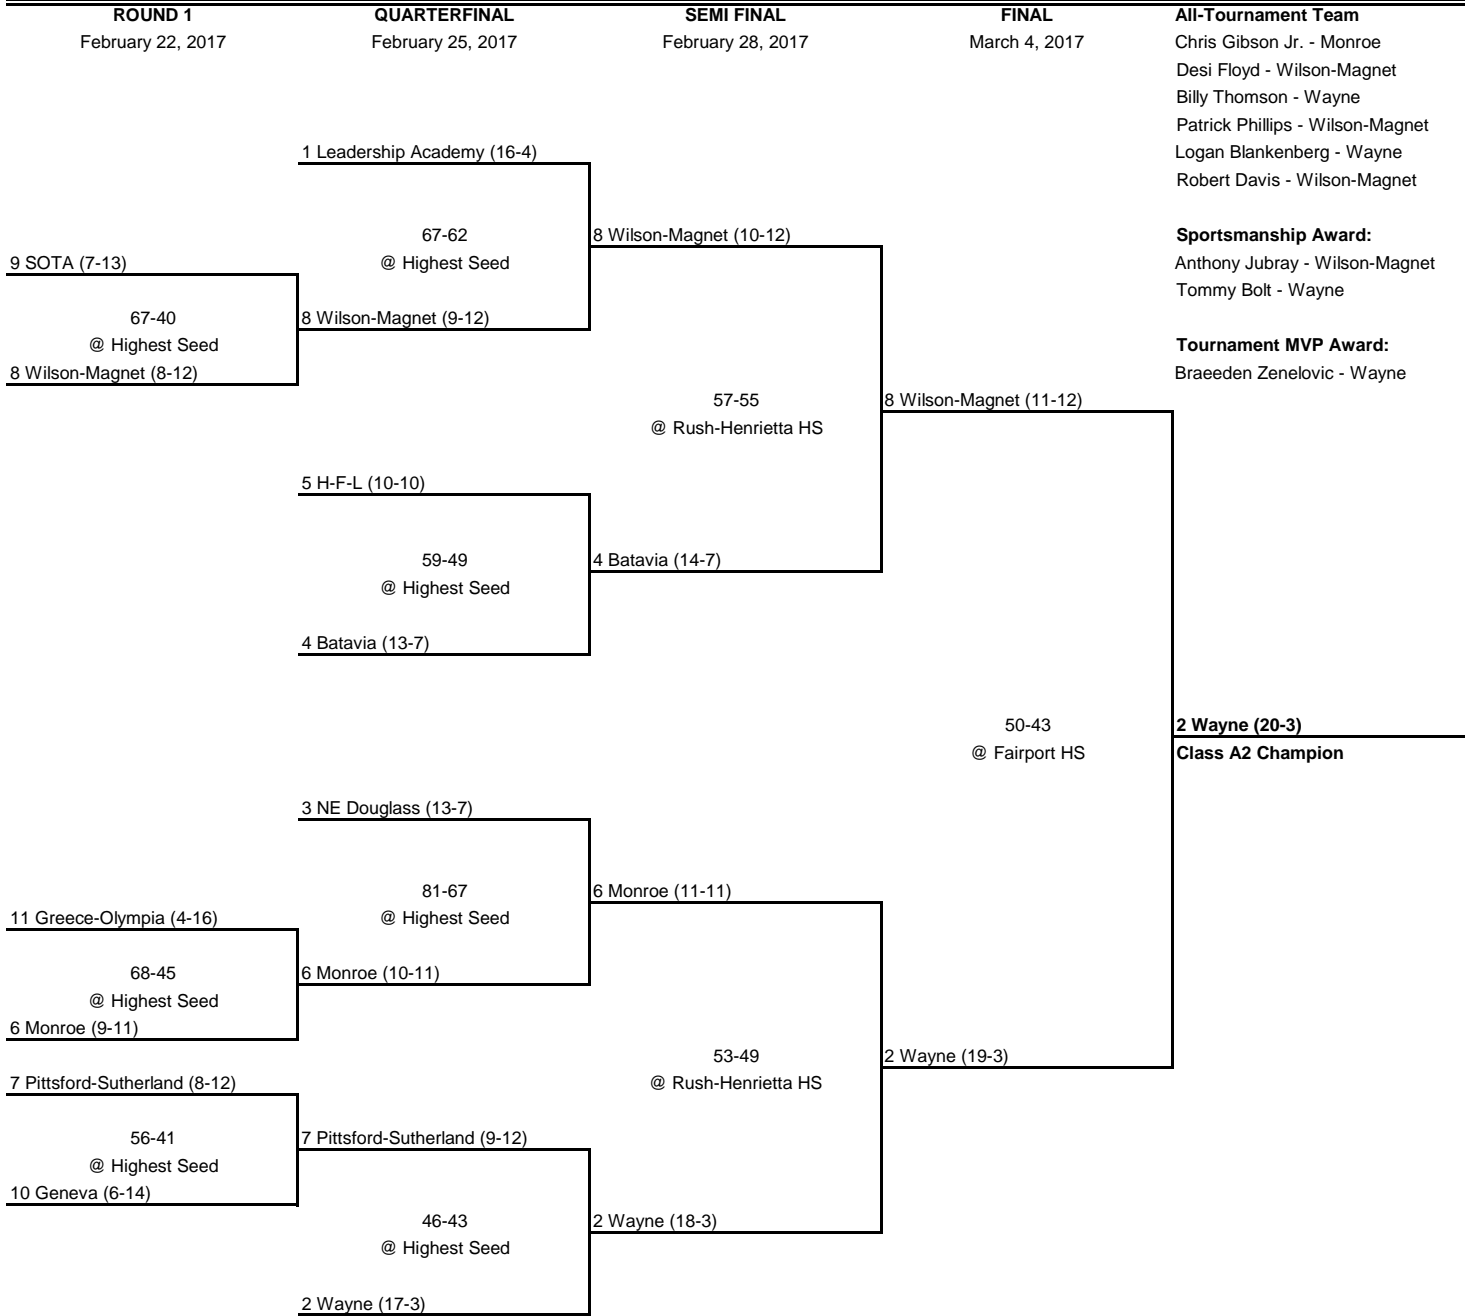 ROUND 1 QUARTERFINAL SEMI FINAL FINAL All-Tournament Team
February 22, 2017 February 25, 2017 February 28, 2017 March 4, 2017 Chris Gibson Jr. - Monroe
Desi Floyd - Wilson-Magnet
Billy Thomson - Wayne
Patrick Phillips - Wilson-Magnet
1 Leadership Academy (16-4) Logan Blankenberg - Wayne
Robert Davis - Wilson-Magnet
67-62 8 Wilson-Magnet (10-12) Sportsmanship Award:
9 SOTA (7-13) @ Highest Seed Anthony Jubray - Wilson-Magnet
Tommy Bolt - Wayne
67-40 8 Wilson-Magnet (9-12)
@ Highest Seed Tournament MVP Award:
8 Wilson-Magnet (8-12) Braeeden Zenelovic - Wayne
57-55 8 Wilson-Magnet (11-12)
@ Rush-Henrietta HS
5 H-F-L (10-10)
59-49 4 Batavia (14-7)
@ Highest Seed
4 Batavia (13-7)
50-43 2 Wayne (20-3)
@ Fairport HS Class A2 Champion
3 NE Douglass (13-7)
81-67 6 Monroe (11-11)
11 Greece-Olympia (4-16) @ Highest Seed
68-45 6 Monroe (10-11)
@ Highest Seed
6 Monroe (9-11)
53-49 2 Wayne (19-3)
7 Pittsford-Sutherland (8-12) @ Rush-Henrietta HS
56-41 7 Pittsford-Sutherland (9-12)
@ Highest Seed
10 Geneva (6-14)
46-43 2 Wayne (18-3)
@ Highest Seed
2 Wayne (17-3)